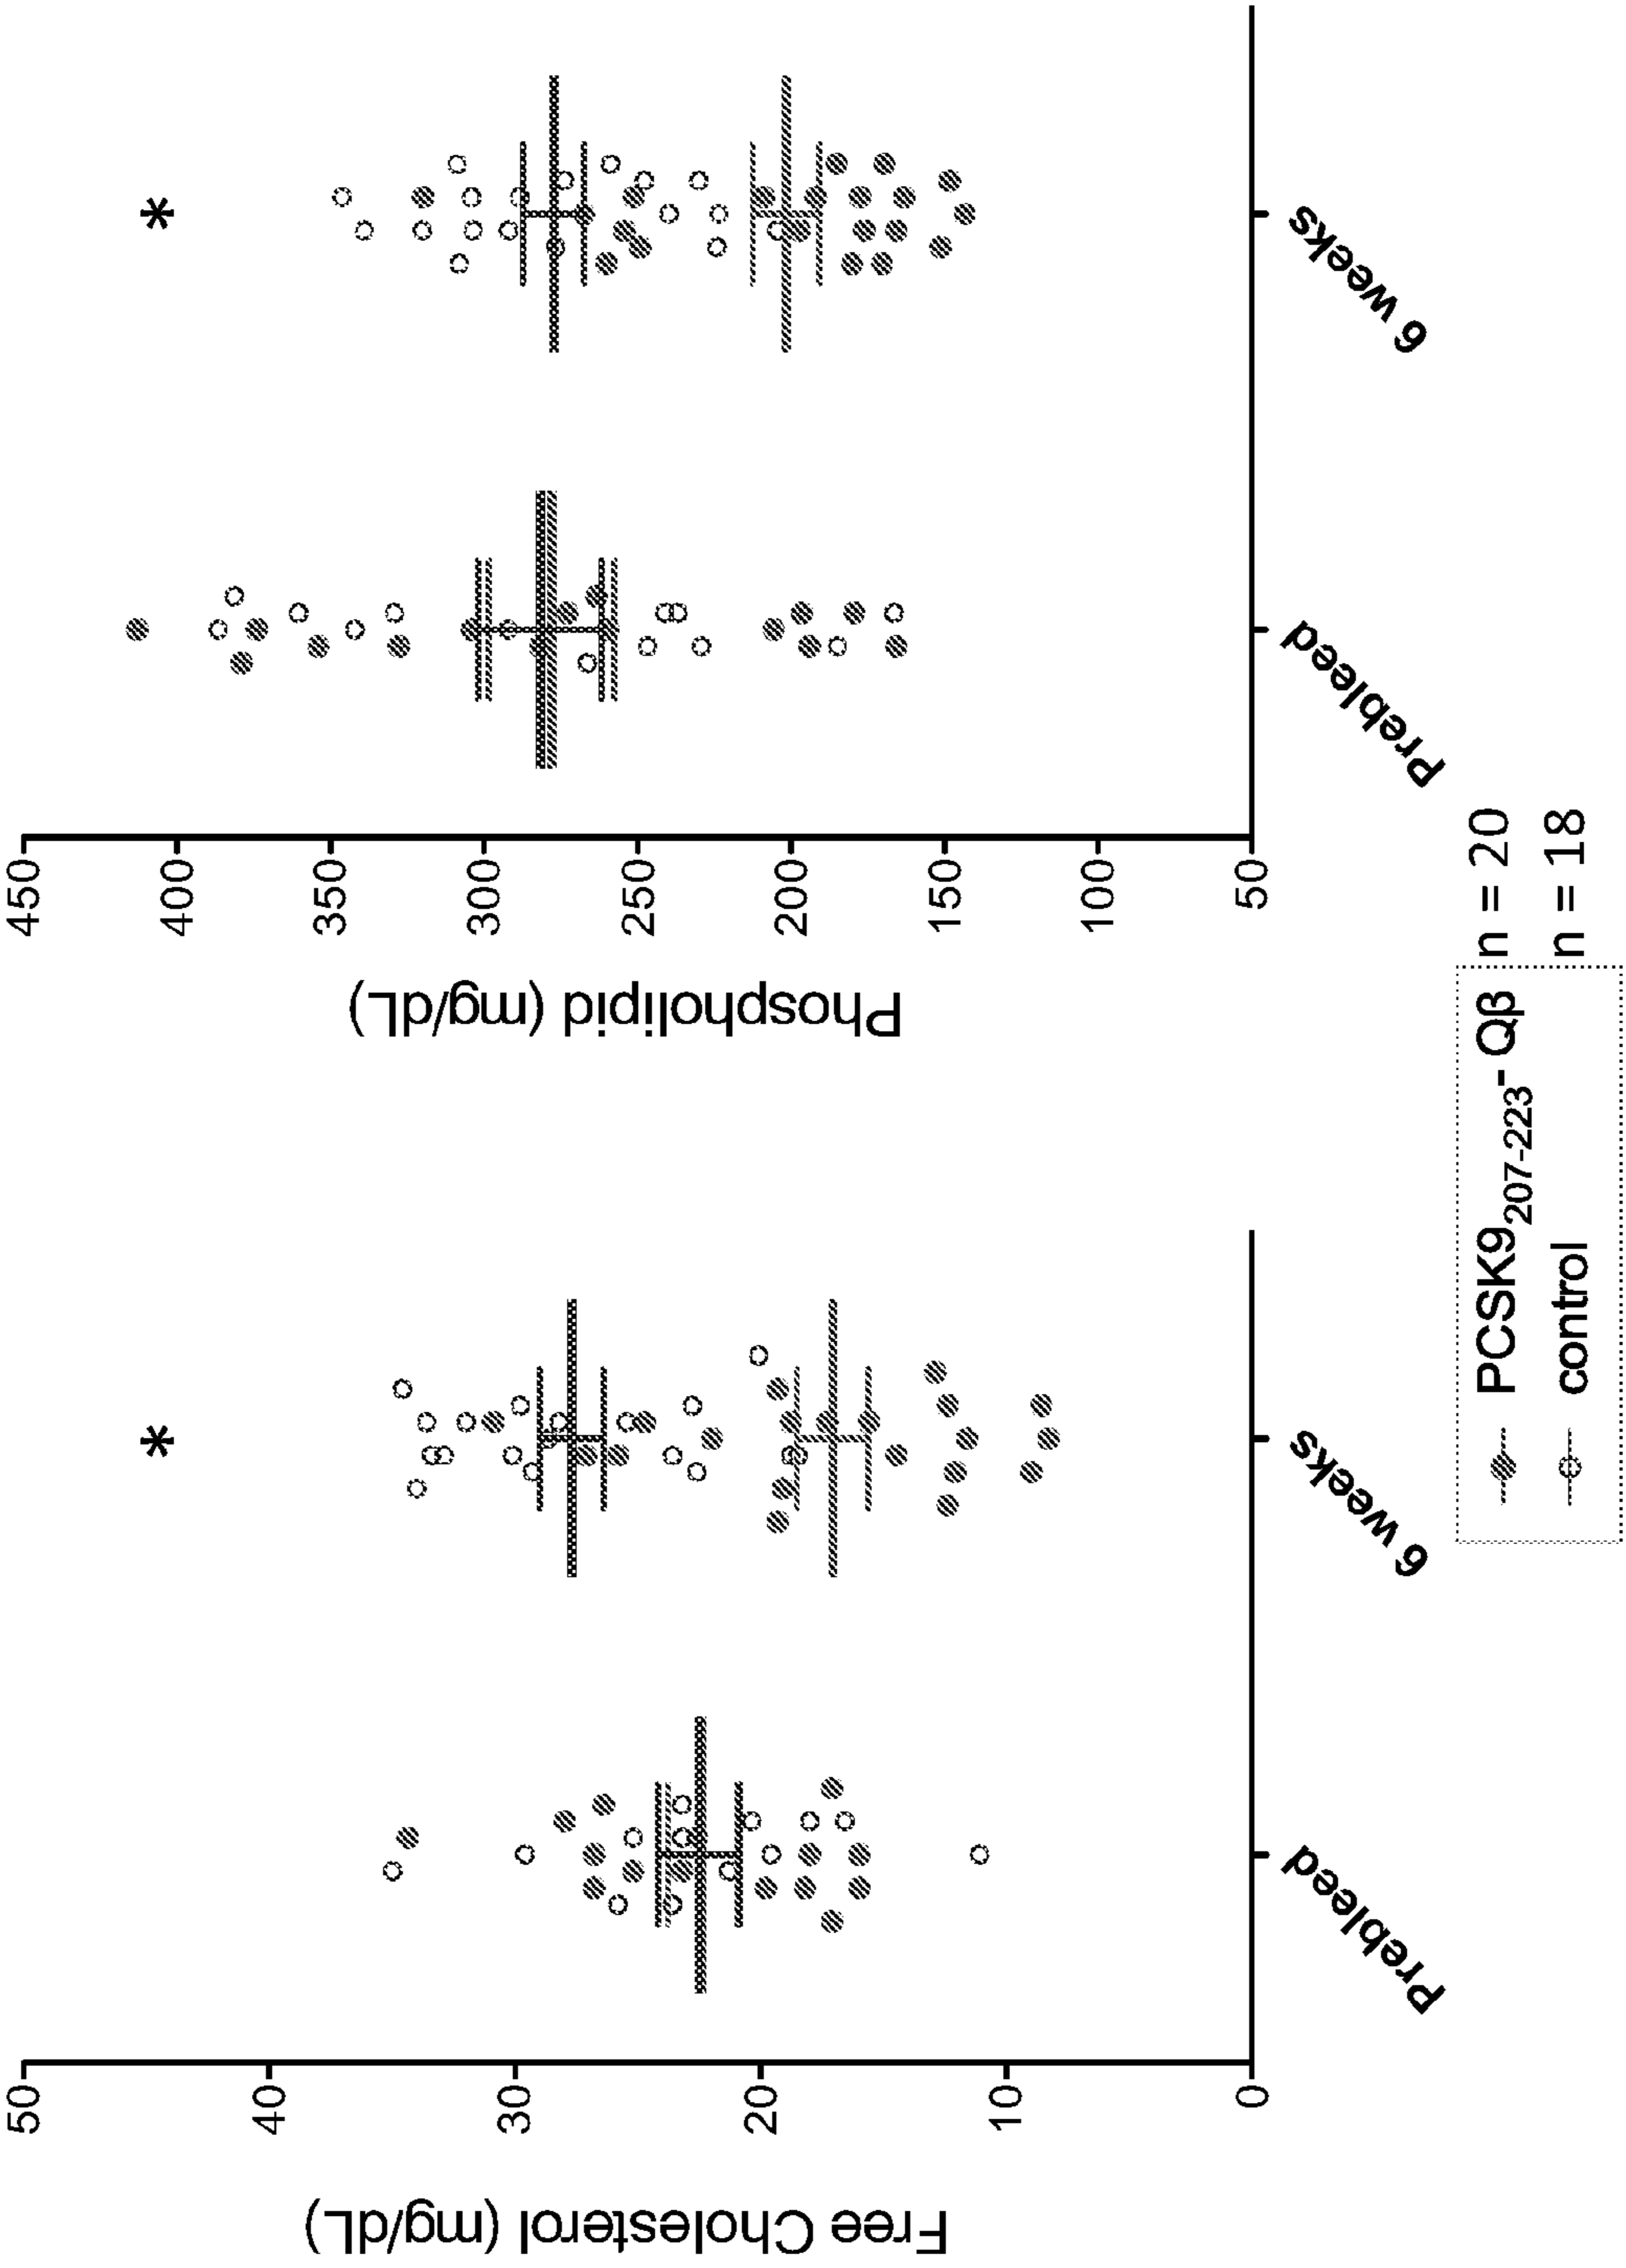 Free Cholesterol (mg/dL)
50
40
30
20
10
0
*
Prebleed
6 weeks
Phospholipid (mg/dL)
450
400
350
300
250
200
150
100
50
*
Prebleed
6 weeks
PCSK9207-223- Qβ n = 20
control n = 18